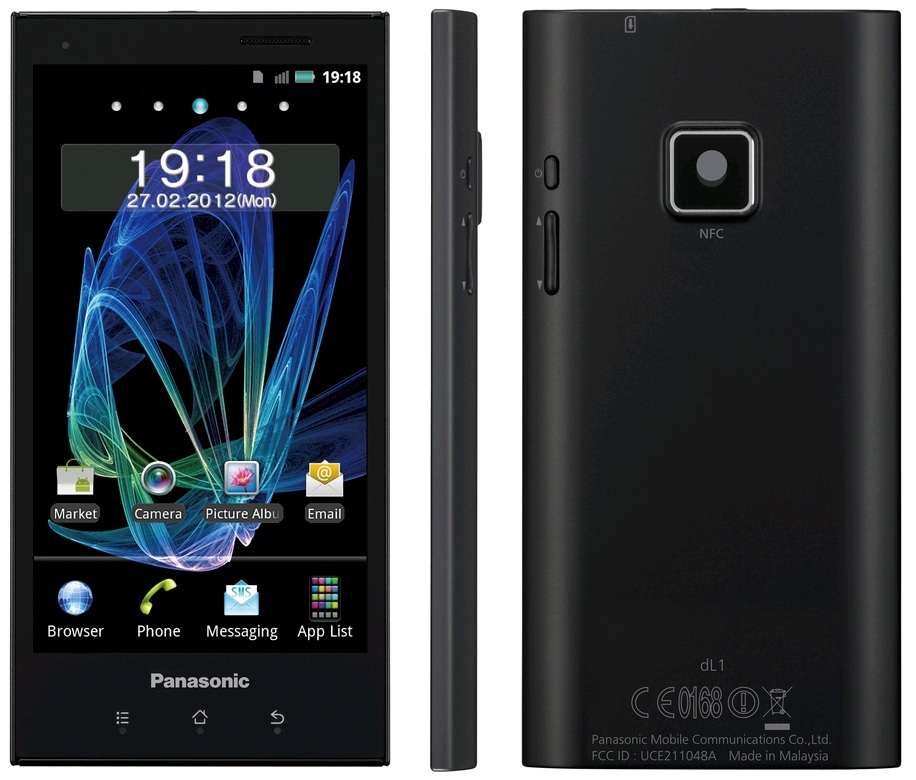 19:18
19:18
27.02.2012(Mon)
Market
Camera
Picture Albu
@
Email
SMS
Browser
Phone
Messaging
App List
Panasonic
NFC
dL1
CE0168
Panasonic Mobile Communications Co.,Ltd.
FCC ID : UCE211048A Made in Malaysia